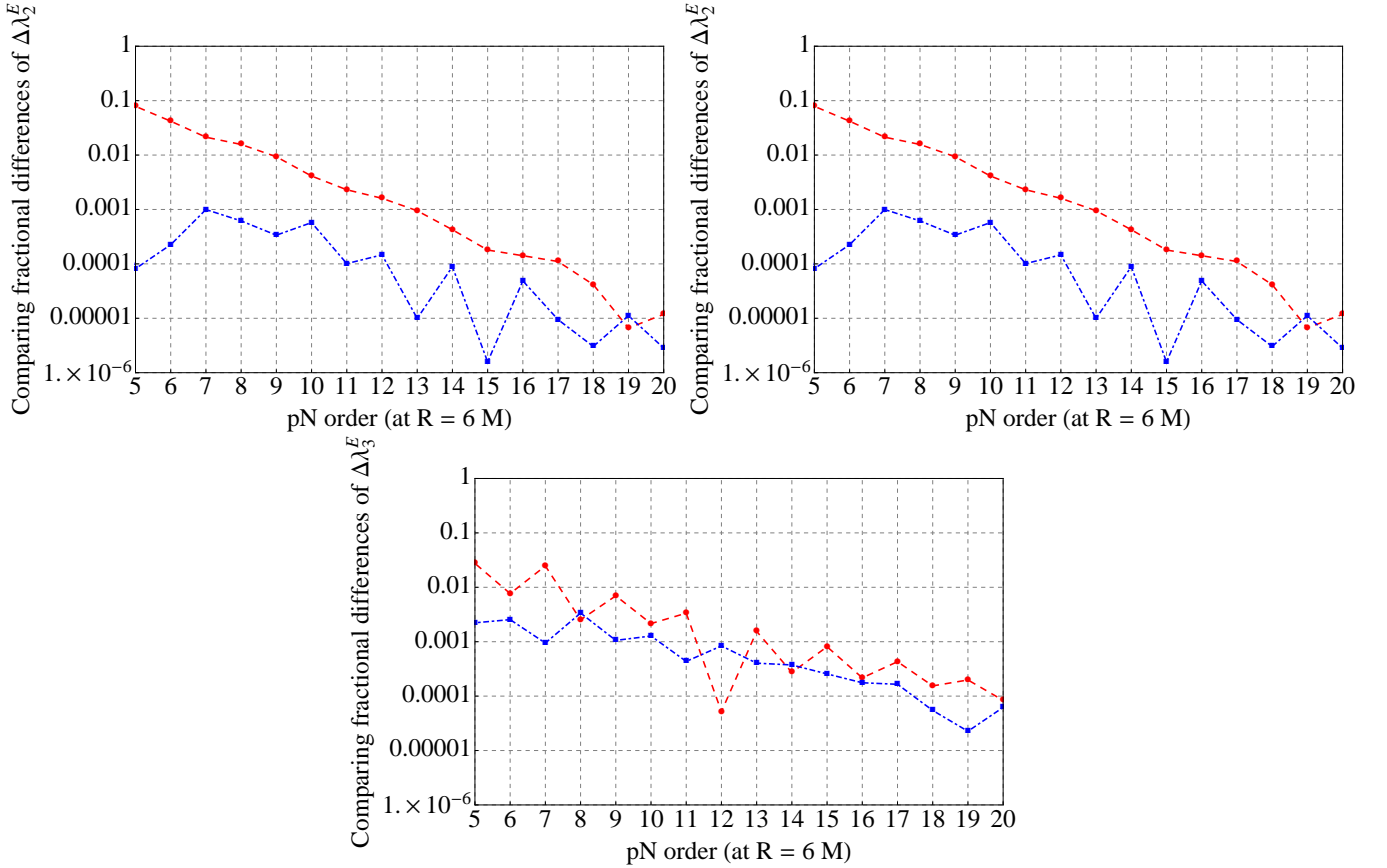 Comparing fractional differences of Δλ₂ᴱ
1
0.1
0.01
0.001
0.0001
0.00001
1.×10⁻⁶
5 6 7 8 9 10 11 12 13 14 15 16 17 18 19 20
pN order (at R = 6 M)
Comparing fractional differences of Δλ₂ᴱ
1
0.1
0.01
0.001
0.0001
0.00001
1.×10⁻⁶
5 6 7 8 9 10 11 12 13 14 15 16 17 18 19 20
pN order (at R = 6 M)
Comparing fractional differences of Δλ₃ᴱ
1
0.1
0.01
0.001
0.0001
0.00001
1.×10⁻⁶
5 6 7 8 9 10 11 12 13 14 15 16 17 18 19 20
pN order (at R = 6 M)